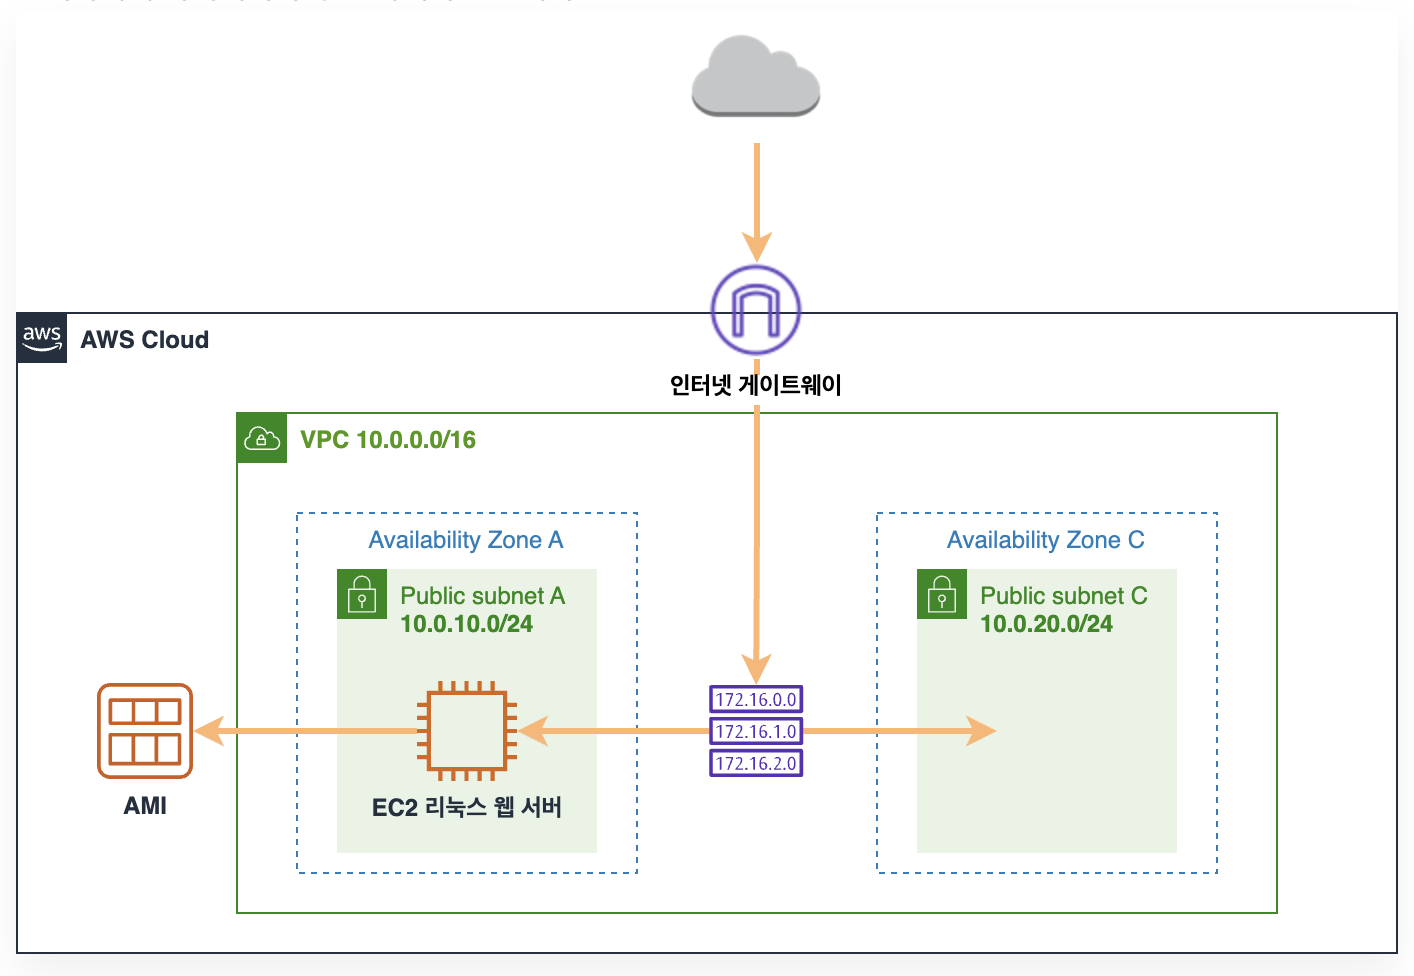 aws
AWS Cloud
인터넷 게이트웨이
VPC 10.0.0.0/16
Availability Zone A
Public subnet A
10.0.10.0/24
EC2 리눅스 웹 서버
AMI
172.16.0.0
172.16.1.0
172.16.2.0
Availability Zone C
Public subnet C
10.0.20.0/24